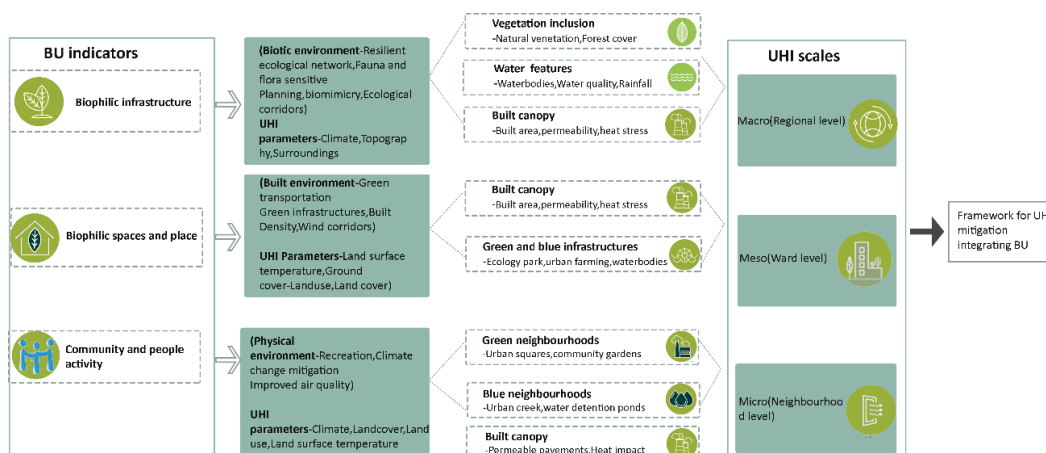 BU indicators
Biophilic infrastructure
Biophilic spaces and place
Community and people
activity
(Biotic environment-Resilient
ecological network,Fauna and
flora sensitive
Planning,biomimicry,Ecological
corridors)
UHI
parameters-Climate,Topograp
hy,Surroundings
(Built environment-Green
transportation
Green infrastructures,Built
Density,Wind corridors)
UHI Parameters-Land surface
temperature,Ground
cover-Landuse,Land cover)
(Physical
environment-Recreation,Climate
change mitigation
Improved air quality)
UHI
parameters-Climate,Landcover,Land
use,Land surface temperature
Vegetation inclusion
-Natural venetation,Forest cover
Water features
-Waterbodies,Water quality,Rainfall
Built canopy
-Built area,permeability,heat stress
Built canopy
-Built area,permeability,heat stress
Green and blue infrastructures
-Ecology park,urban farming,waterbodies
Green neighbourhoods
-Urban squares,community gardens
Blue neighbourhoods
-Urban creek,water detention ponds
Built canopy
-Permeable pavements,Heat impact
UHI scales
Macro(Regional level)
Meso(Ward level)
Micro(Neighbourhoo
d level)
Framework for UH
mitigation
integrating BU